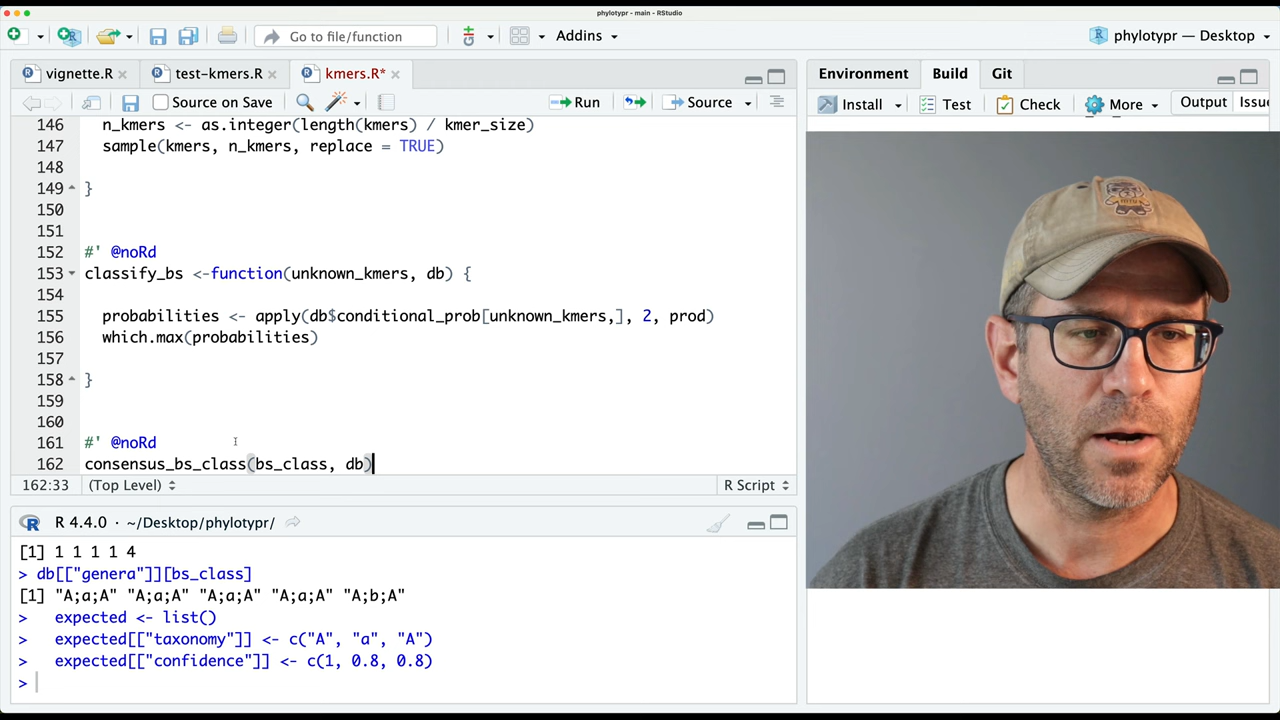 phylotypr - main - RStudio
Go to file/function
Addins
phylotypr — Desktop
vignette.R
test-kmers.R
kmers.R*
Environment
Build
Git
Source on Save
Run
Source
Install
Test
Check
More
Output
Issue
146 n_kmers <- as.integer(length(kmers) / kmer_size)
147 sample(kmers, n_kmers, replace = TRUE)
148
149 }
150
151
152 #' @noRd
153 classify_bs <-function(unknown_kmers, db) {
154
155 probabilities <- apply(db$conditional_prob[unknown_kmers,], 2, prod)
156 which.max(probabilities)
157
158 }
159
160
161 #' @noRd
162 consensus_bs_class(bs_class, db)
162:33
(Top Level)
R Script
R 4.4.0 · ~/Desktop/phylotypr/
[1] 1 1 1 1 4
> db[["genera"]][bs_class]
[1] "A;a;A" "A;a;A" "A;a;A" "A;a;A" "A;b;A"
> expected <- list()
> expected[["taxonomy"]] <- c("A", "a", "A")
> expected[["confidence"]] <- c(1, 0.8, 0.8)
>